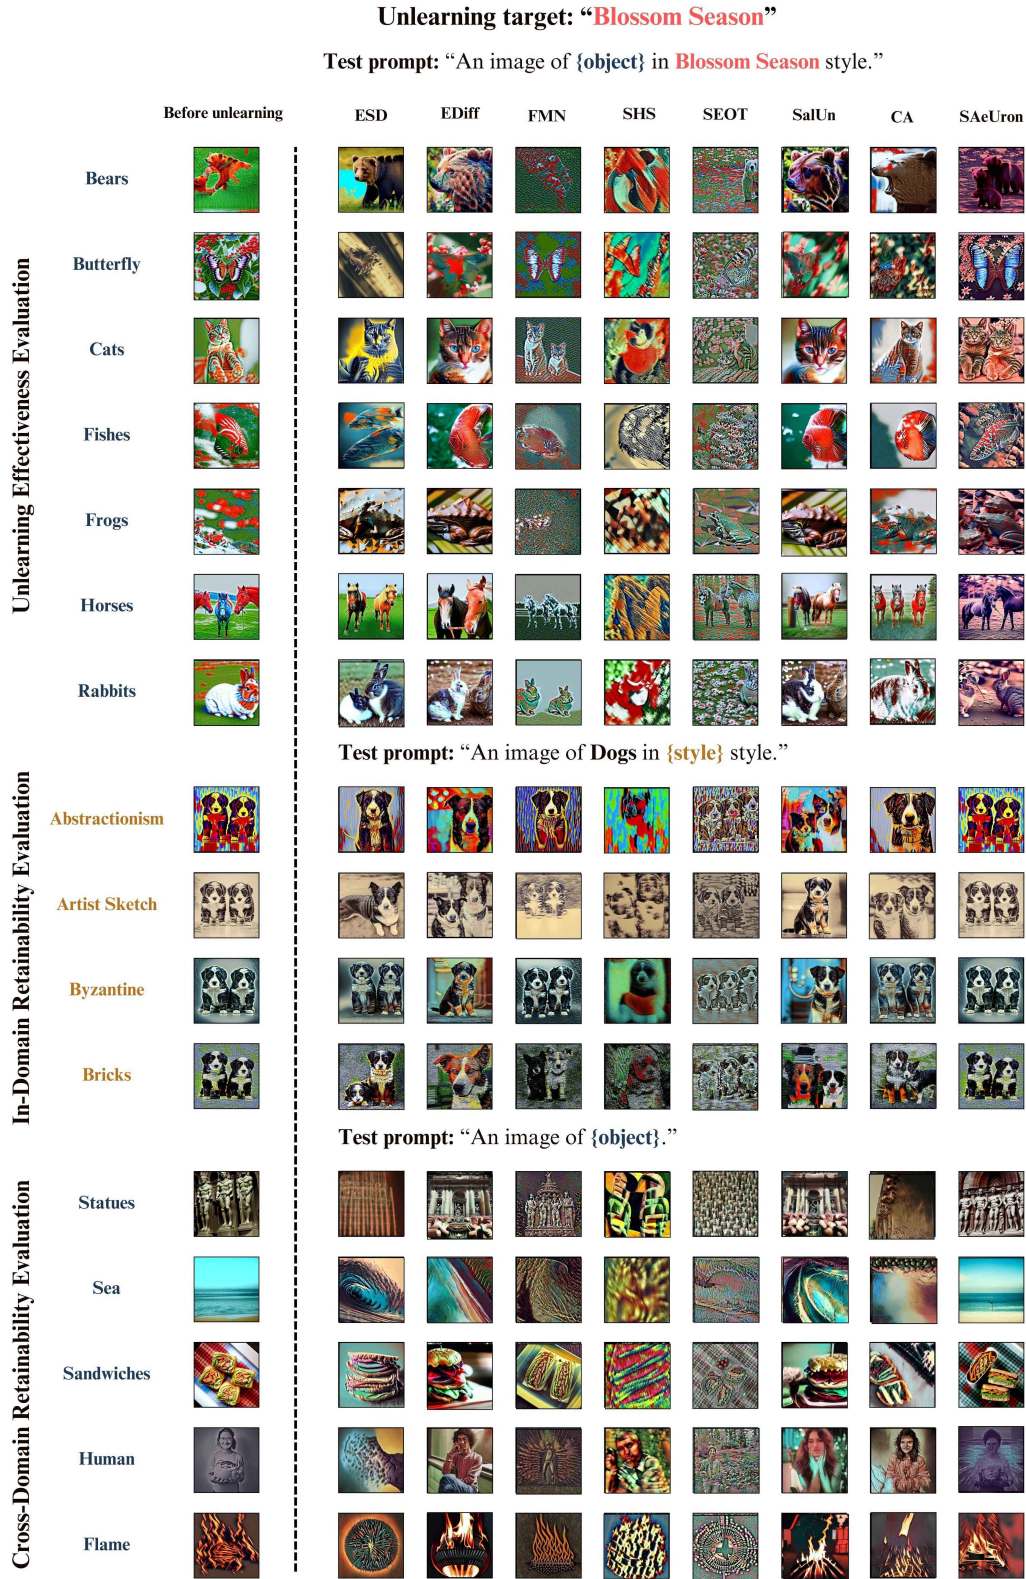 Unlearning target: “Blossom Season”
Test prompt: “An image of {object} in Blossom Season style.”
Before unlearning ESD EDiff FMN SHS SEOT SalUn CA SAeUron
Unlearning Effectiveness Evaluation
Bears
Butterfly
Cats
Fishes
Frogs
Horses
Rabbits
Test prompt: “An image of Dogs in {style} style.”
In-Domain Retainability Evaluation
Abstractionism
Artist Sketch
Byzantine
Bricks
Test prompt: “An image of {object}.”
Cross-Domain Retainability Evaluation
Statues
Sea
Sandwiches
Human
Flame